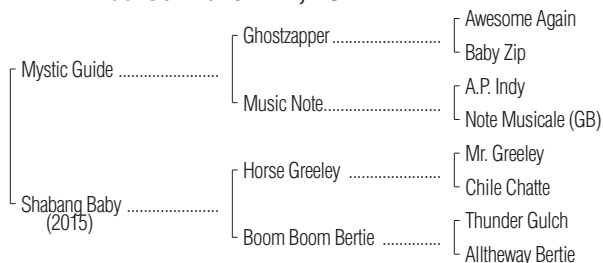 Ghostzapper
Awesome Again
Baby Zip
Mystic Guide
Music Note
A.P. Indy
Note Musicale (GB)
Horse Greeley
Mr. Greeley
Chile Chatte
Shabang Baby
(2015)
Boom Boom Bertie
Thunder Gulch
Alltheway Bertie